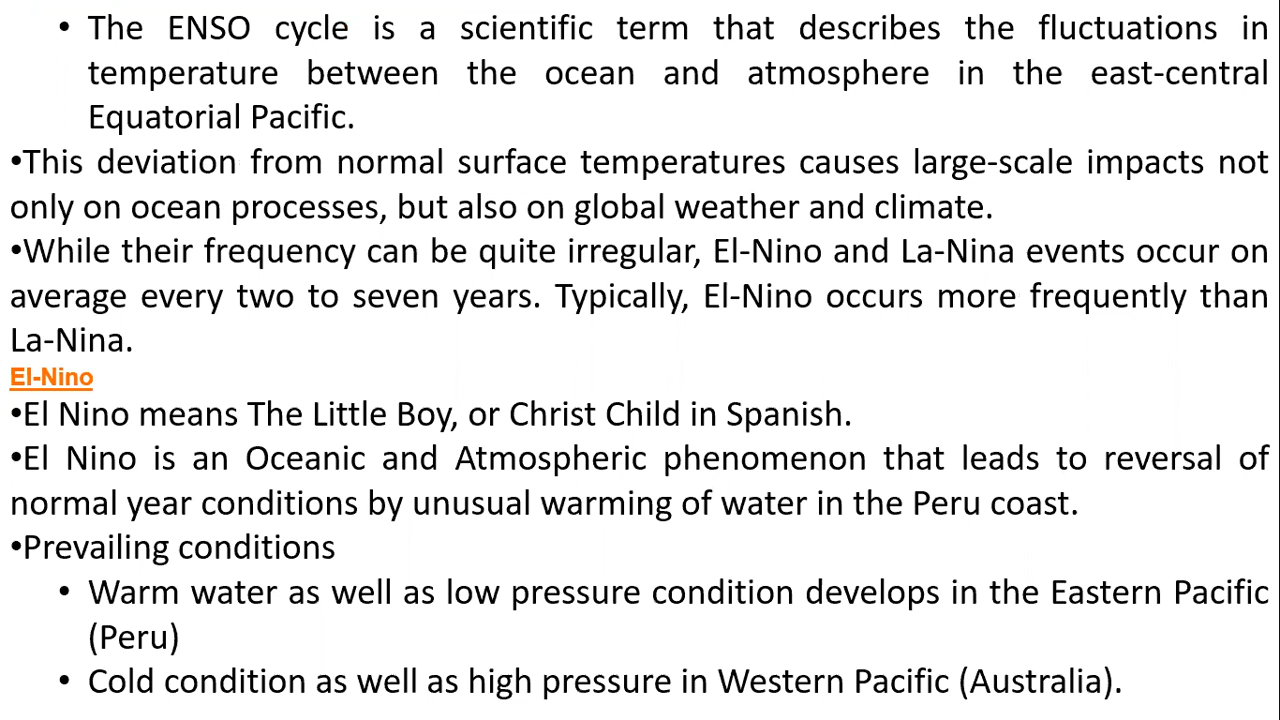 • The ENSO cycle is a scientific term that describes the fluctuations in
temperature between the ocean and atmosphere in the east-central
Equatorial Pacific.
•This deviation from normal surface temperatures causes large-scale impacts not
only on ocean processes, but also on global weather and climate.
•While their frequency can be quite irregular, El-Nino and La-Nina events occur on
average every two to seven years. Typically, El-Nino occurs more frequently than
La-Nina.
El-Nino
•El Nino means The Little Boy, or Christ Child in Spanish.
•El Nino is an Oceanic and Atmospheric phenomenon that leads to reversal of
normal year conditions by unusual warming of water in the Peru coast.
•Prevailing conditions
• Warm water as well as low pressure condition develops in the Eastern Pacific
(Peru)
• Cold condition as well as high pressure in Western Pacific (Australia).